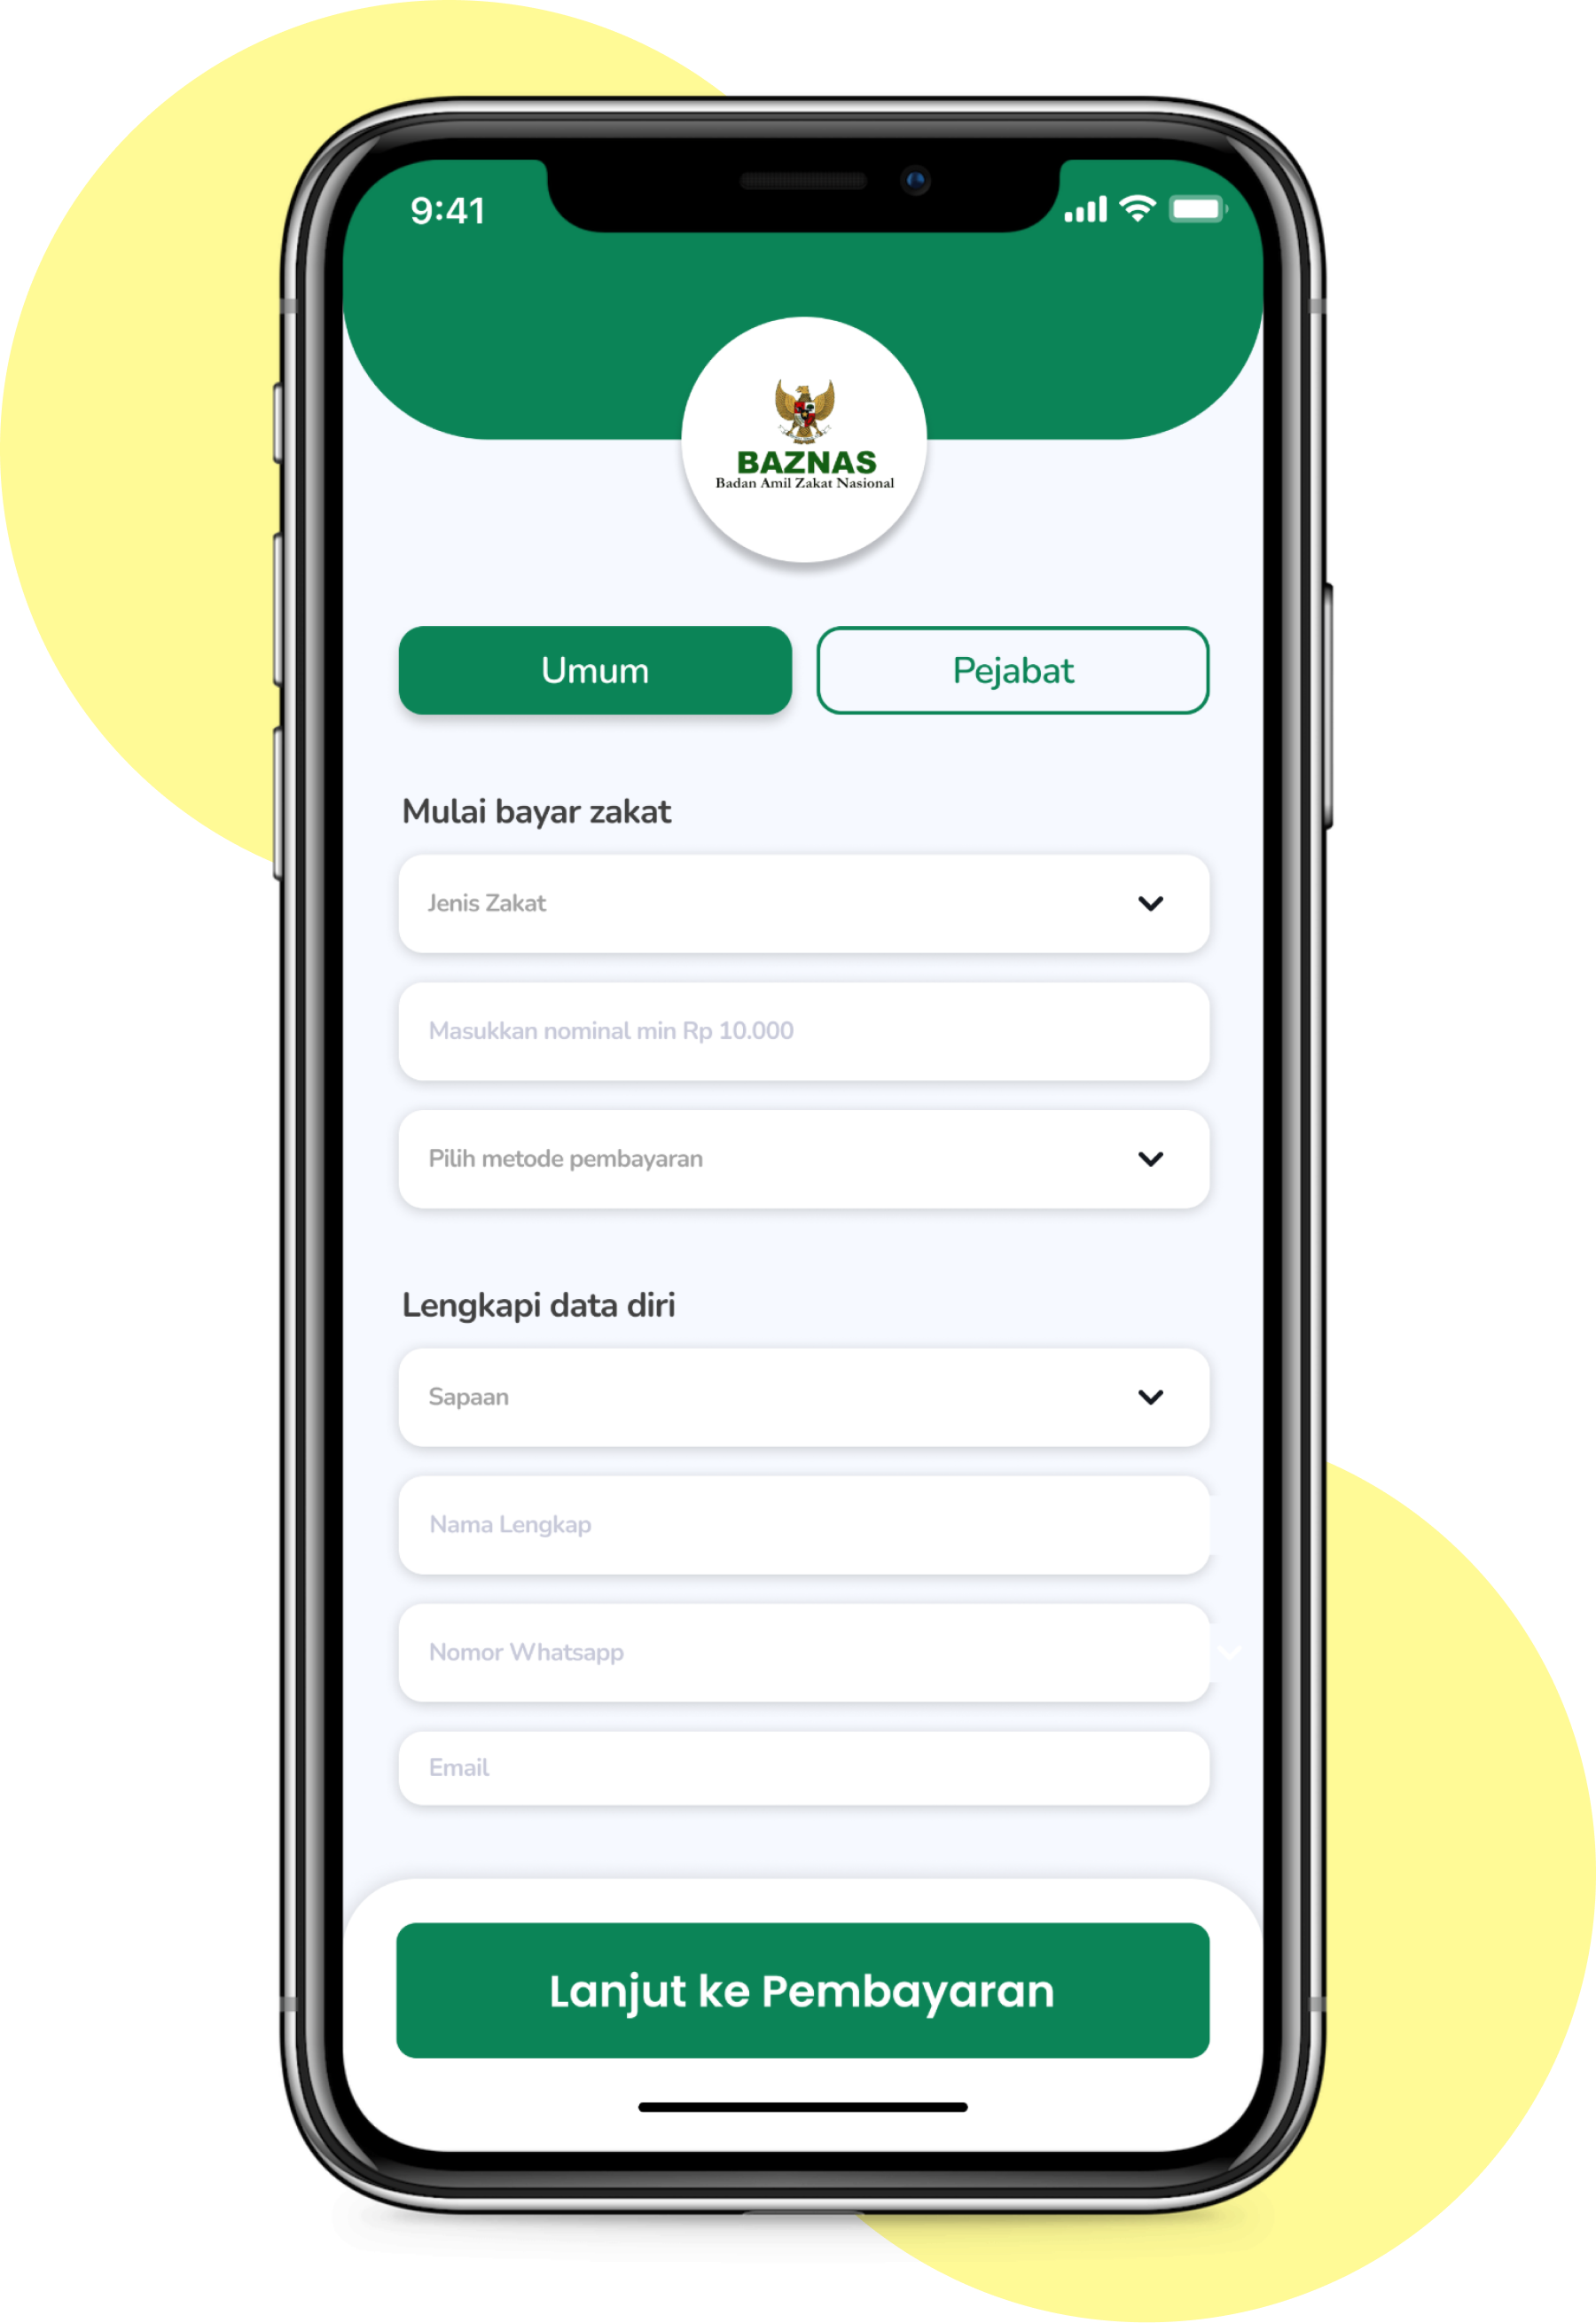 9:41
BAZNAS
Badan Amil Zakat Nasional
Umum
Pejabat
Mulai bayar zakat
Jenis Zakat
Masukkan nominal min Rp 10.000
Pilih metode pembayaran
Lengkapi data diri
Sapaan
Nama Lengkap
Nomor Whatsapp
Email
Lanjut ke Pembayaran